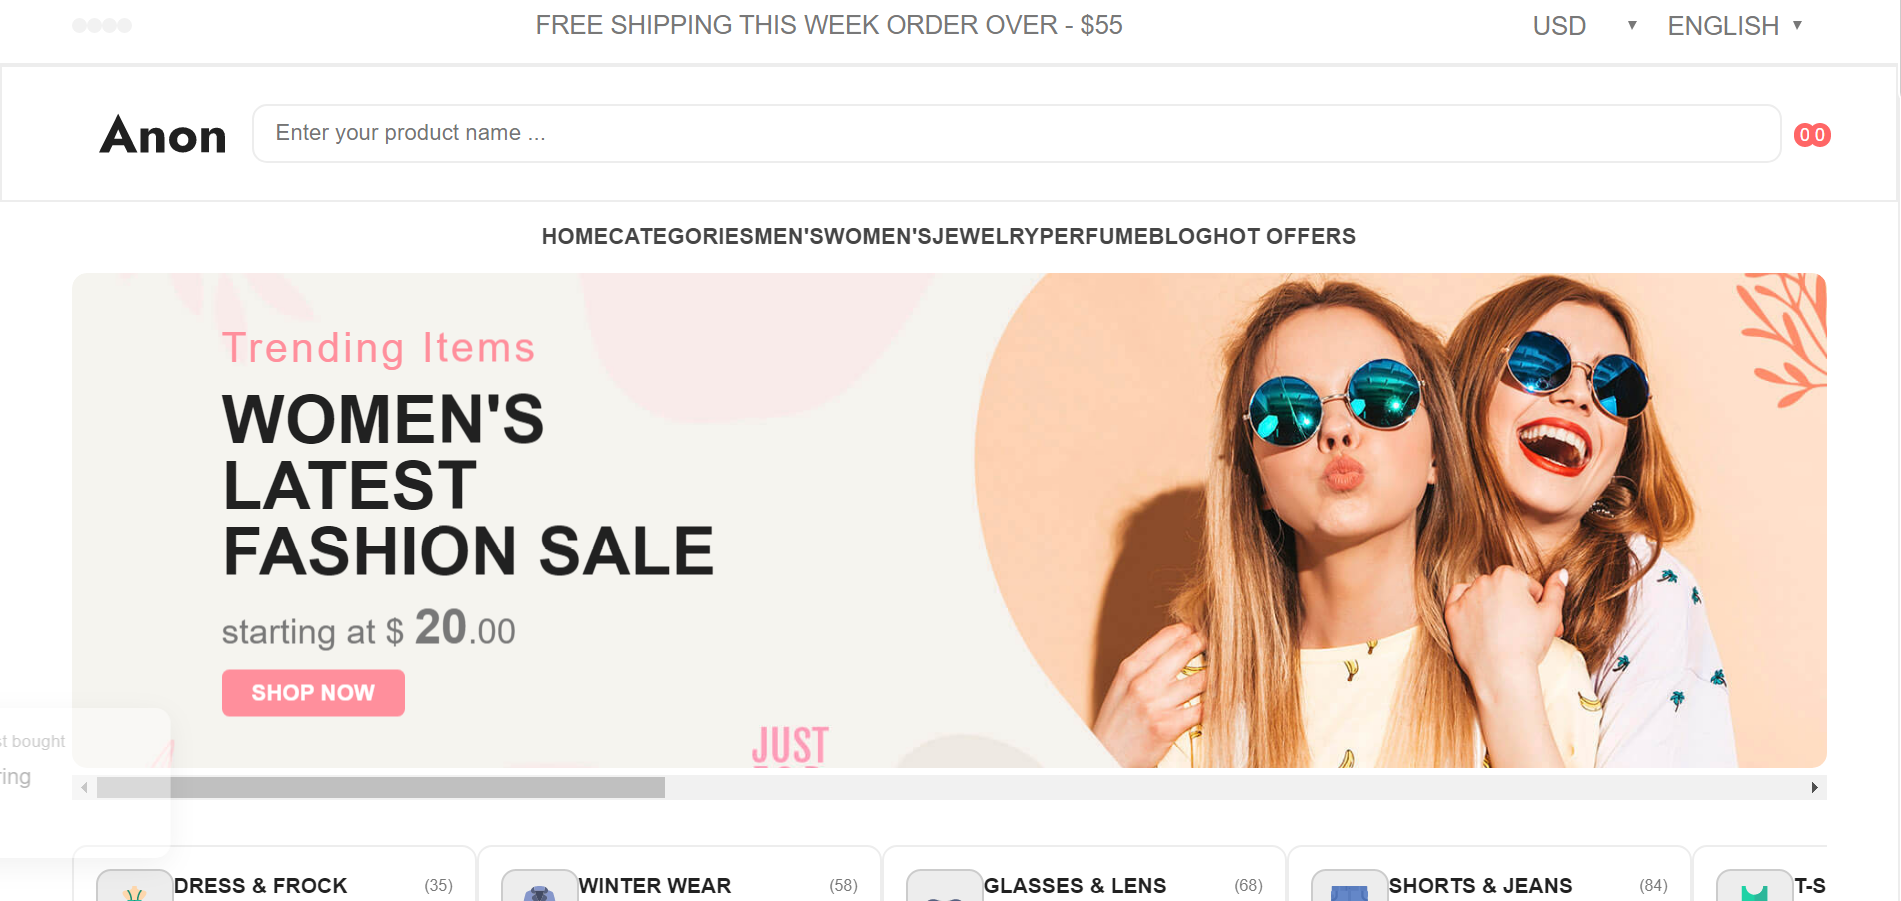 FREE SHIPPING THIS WEEK ORDER OVER - $55
USD
ENGLISH
Anon
Enter your product name ...
0 0
HOMECATEGORIESMEN'SWOMEN'SJEWELRYPERFUMEBLOGHOT OFFERS
Trending Items
WOMEN'S
LATEST
FASHION SALE
starting at $ 20.00
SHOP NOW
bought
JUST
DRESS & FROCK (35)
WINTER WEAR (58)
GLASSES & LENS (68)
SHORTS & JEANS (84)
T-S